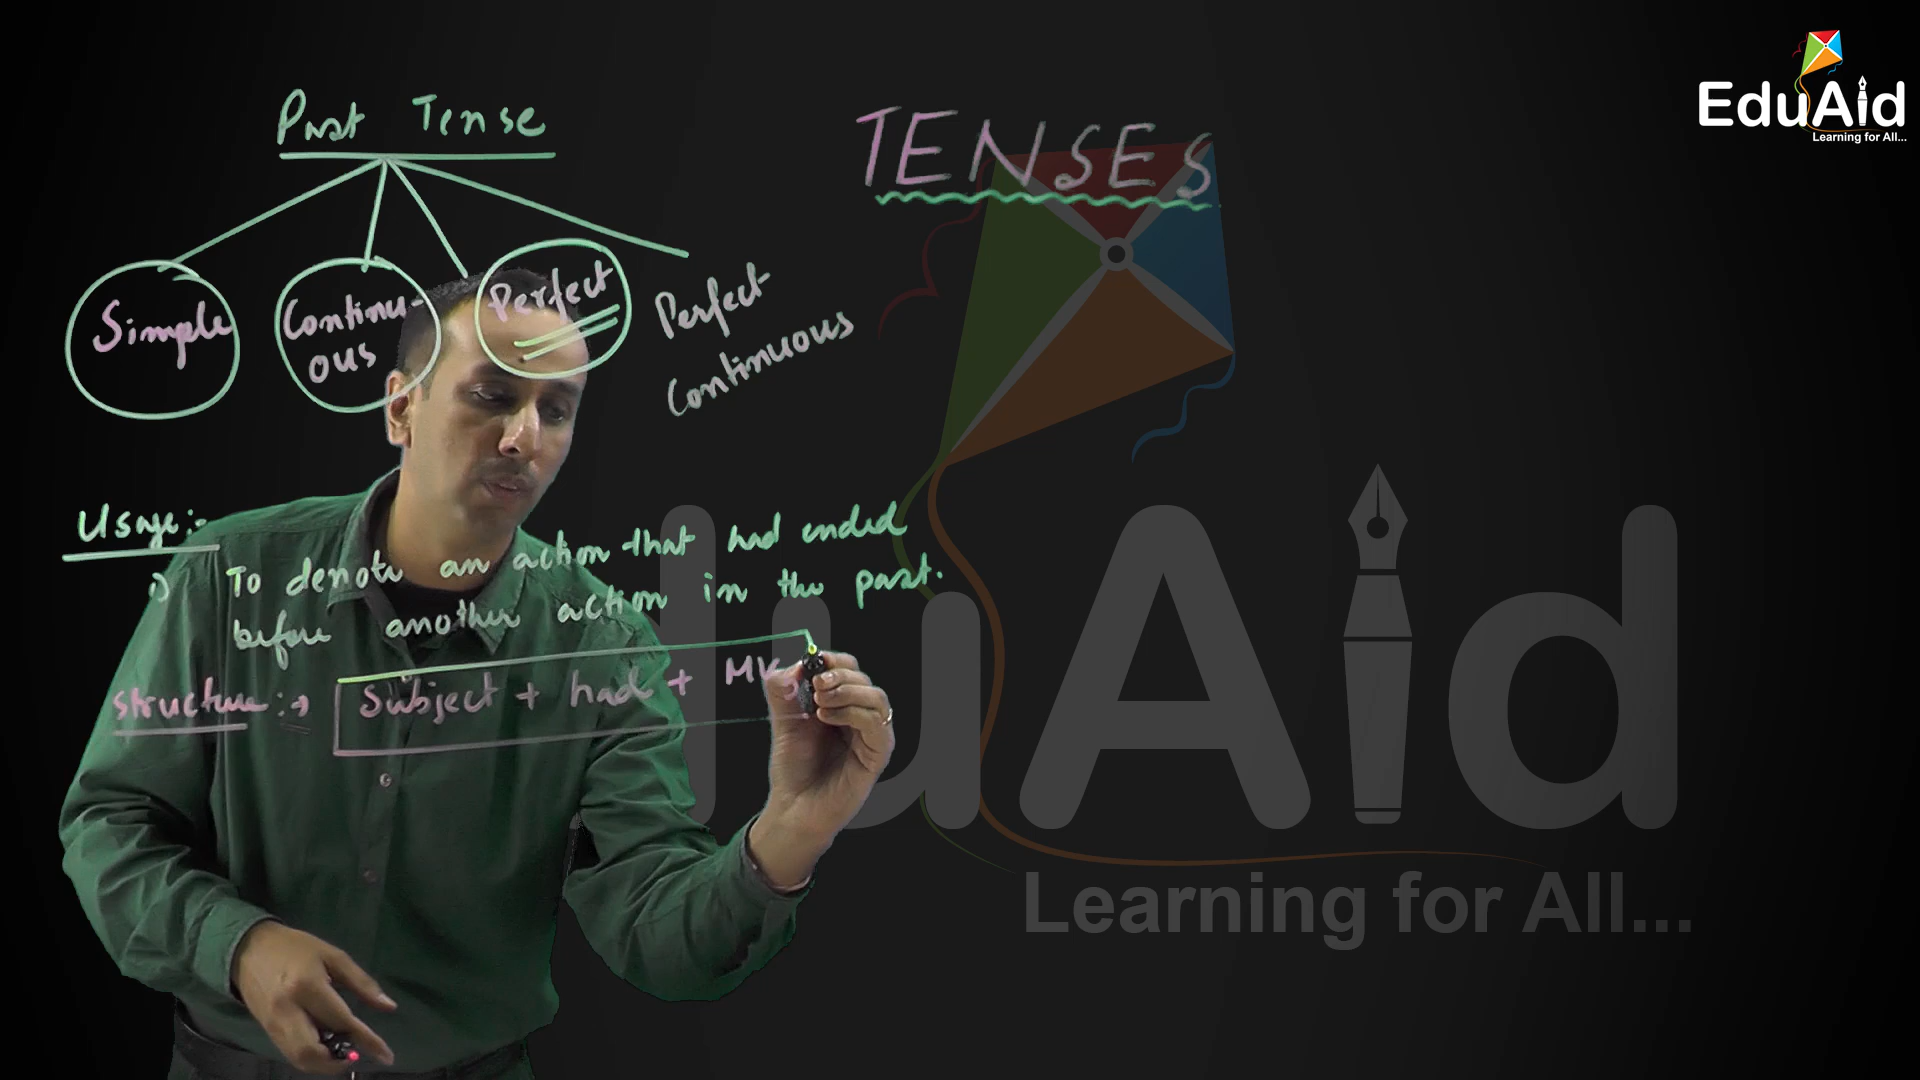 EduAid
Learning for All...
Past Tense
TENSES
Simple
Continu-
ous
Perfect
Perfect
Continuous
Usage:-
i) To denote an action that had ended
before another action in the past.
structure:→ Subject + had +
uAid
Learning for All...